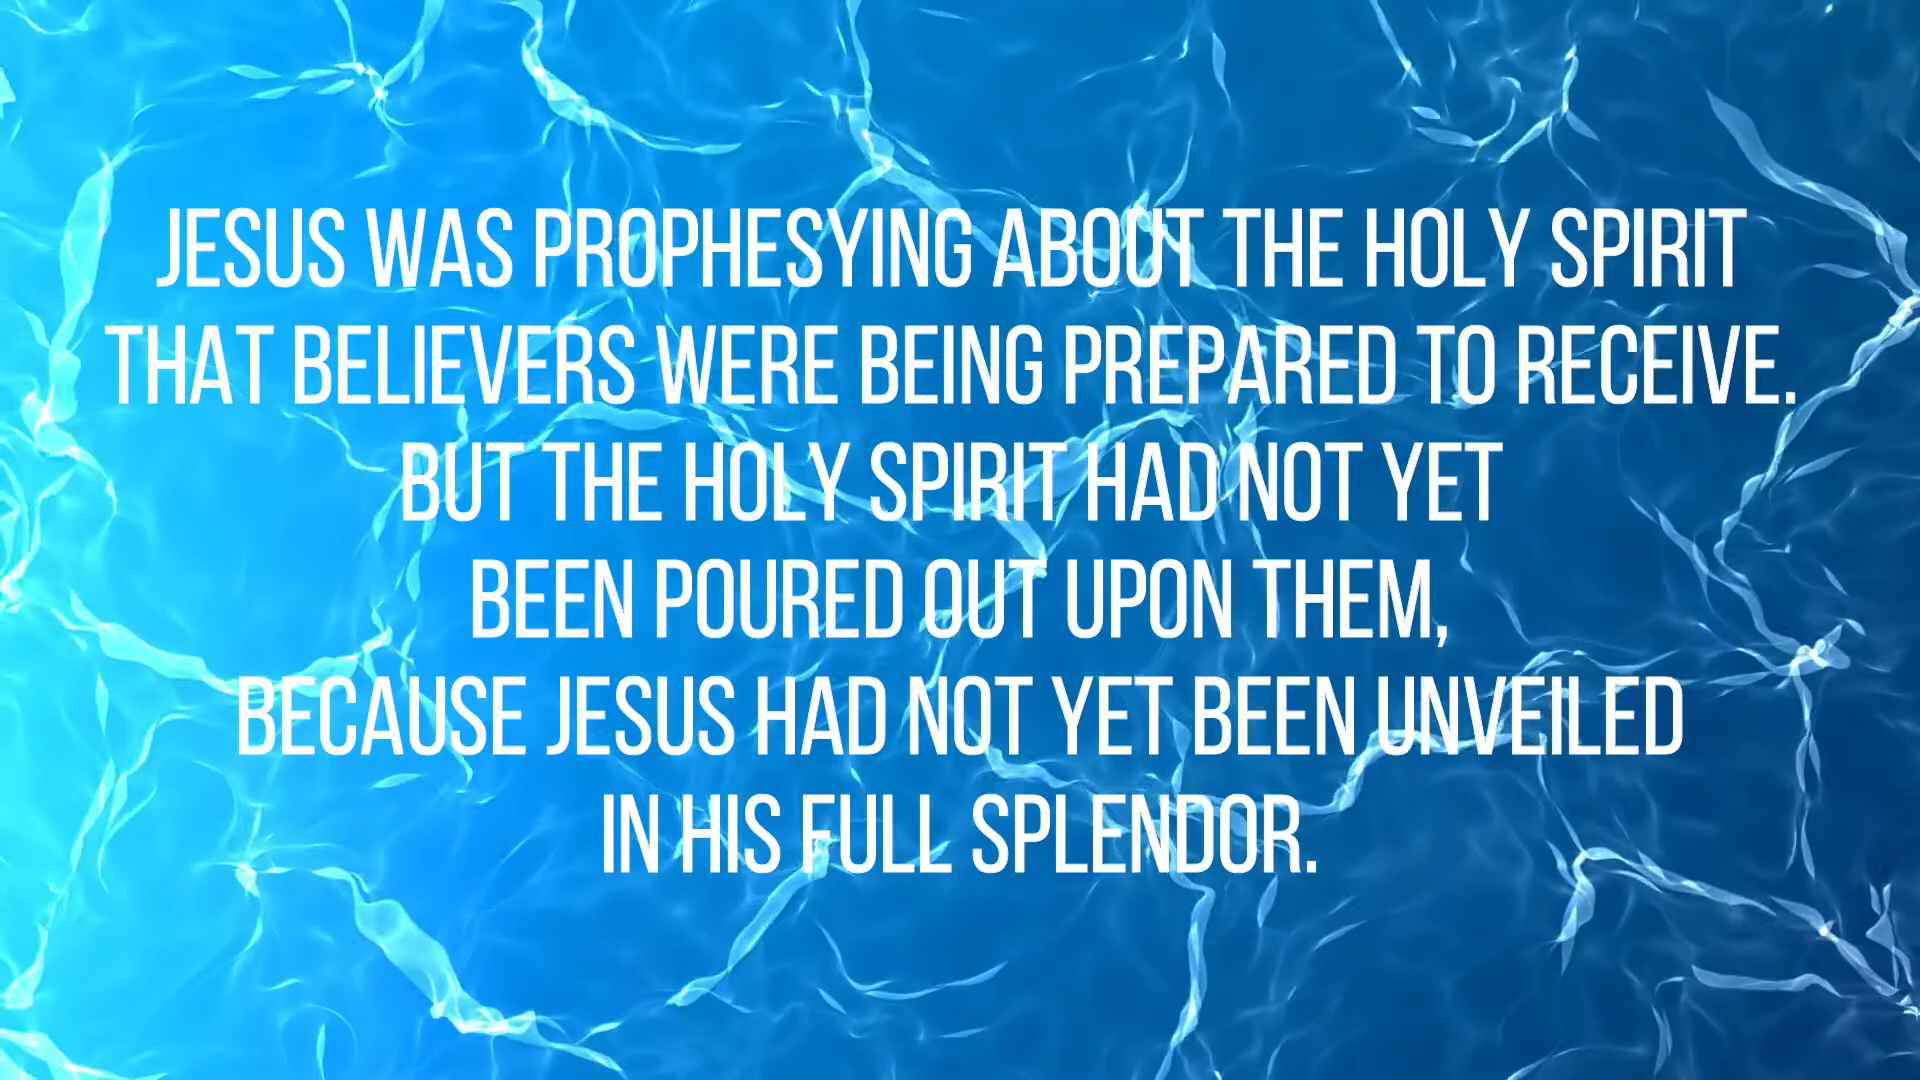 JESUS WAS PROPHESYING ABOUT THE HOLY SPIRIT
THAT BELIEVERS WERE BEING PREPARED TO RECEIVE.
BUT THE HOLY SPIRIT HAD NOT YET
BEEN POURED OUT UPON THEM,
BECAUSE JESUS HAD NOT YET BEEN UNVEILED
IN HIS FULL SPLENDOR.